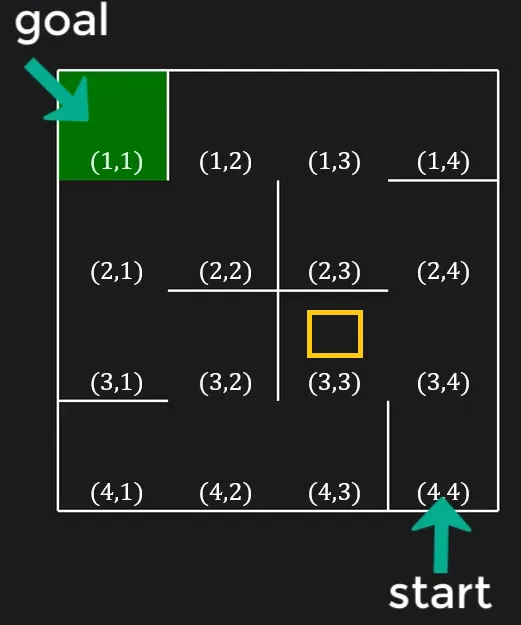 goal
(1,1) (1,2) (1,3) (1,4)
(2,1) (2,2) (2,3) (2,4)
(3,1) (3,2) (3,3) (3,4)
(4,1) (4,2) (4,3) (4,4)
start